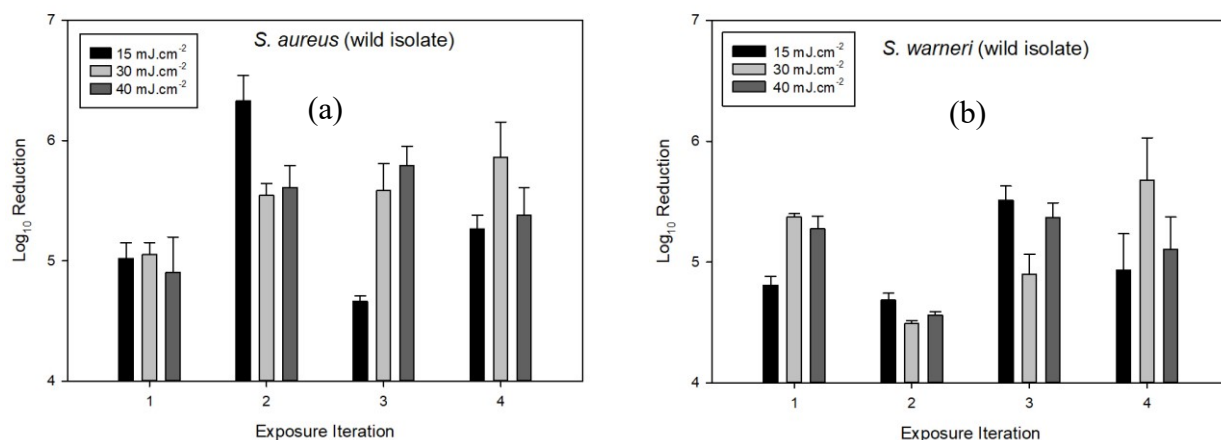 7
6
5
4
Log₁₀ Reduction
15 mJ.cm⁻²
30 mJ.cm⁻²
40 mJ.cm⁻²
S. aureus (wild isolate)
(a)
1 2 3 4
Exposure Iteration
7
6
5
4
Log₁₀ Reduction
15 mJ.cm⁻²
30 mJ.cm⁻²
40 mJ.cm⁻²
S. warneri (wild isolate)
(b)
1 2 3 4
Exposure Iteration